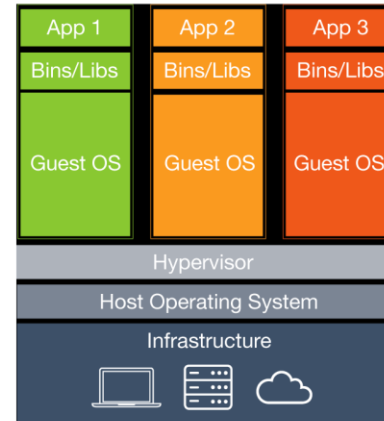 App 1
App 2
App 3
Bins/Libs
Bins/Libs
Bins/Libs
Guest OS
Guest OS
Guest OS
Hypervisor
Host Operating System
Infrastructure